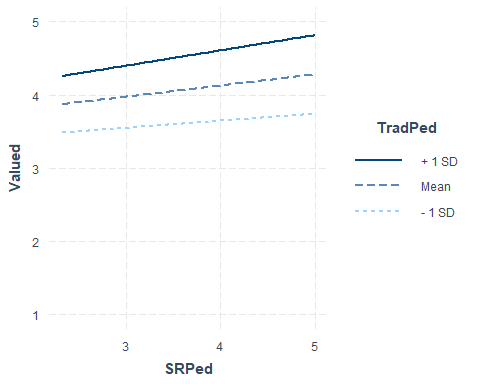 5
4
3
2
1
Valued
3 4 5
SRPed
TradPed
+ 1 SD
Mean
- 1 SD